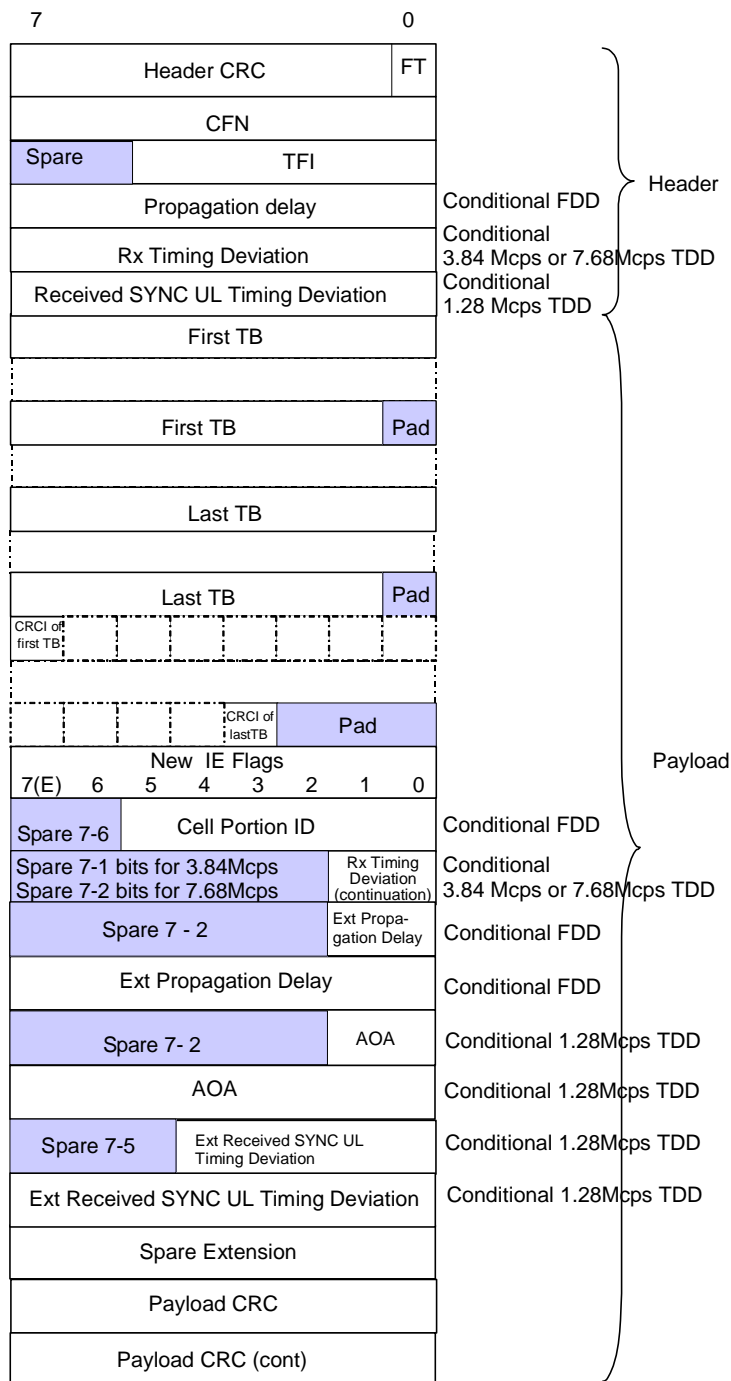 7 0
Header CRC FT
CFN
Spare TFI
Header
Propagation delay Conditional FDD
Rx Timing Deviation Conditional
3.84 Mcps or 7.68Mcps TDD
Received SYNC UL Timing Deviation Conditional
1.28 Mcps TDD
First TB
First TB Pad
Last TB
Last TB Pad
CRCI of
first TB
CRCI of
lastTB
Pad
New IE Flags
7(E) 6 5 4 3 2 1 0
Payload
Spare 7-6 Cell Portion ID Conditional FDD
Spare 7-1 bits for 3.84Mcps
Spare 7-2 bits for 7.68Mcps
Rx Timing
Deviation
(continuation)
Conditional
3.84 Mcps or 7.68Mcps TDD
Spare 7 - 2
Ext Propa-
gation Delay
Conditional FDD
Ext Propagation Delay Conditional FDD
Spare 7- 2 AOA Conditional 1.28Mcps TDD
AOA Conditional 1.28Mcps TDD
Spare 7-5
Ext Received SYNC UL
Timing Deviation
Conditional 1.28Mcps TDD
Ext Received SYNC UL Timing Deviation Conditional 1.28Mcps TDD
Spare Extension
Payload CRC
Payload CRC (cont)